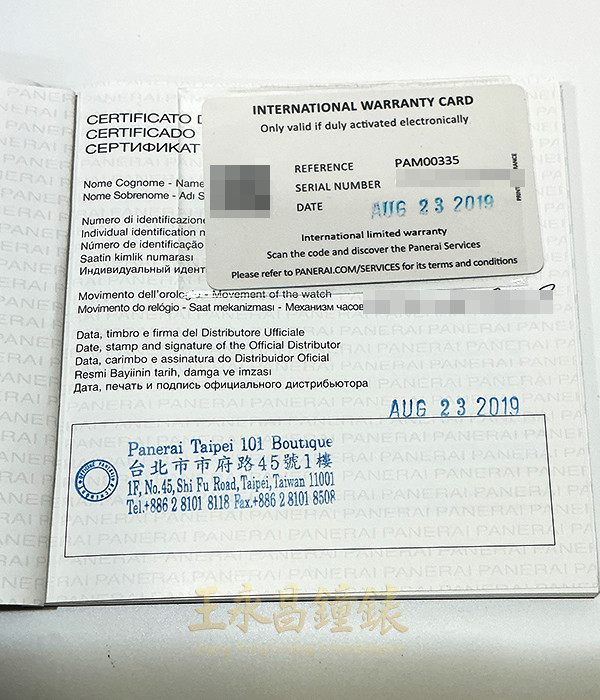 CERTIFICATO D
CERTIFICADO
СЕРТИФИКАТ
INTERNATIONAL WARRANTY CARD
Only valid if duly activated electronically
REFERENCE PAM00335
SERIAL NUMBER
DATE AUG 23 2019
International limited warranty
Scan the code and discover the Panerai Services
Please refer to PANERAI.COM/SERVICES for its terms and conditions
Nome Cognome - Name
Nome Sobrenome - Adı S
Numero di identificazione
Individual identification n
Número de identificação
Saatin kimlik numarası
Индивидуальный идент
Movimento dell'orologio - Movement of the watch
Movimento do relógio - Saat mekanizması - Механизм часов
Data, timbro e firma del Distributore Ufficiale
Date, stamp and signature of the Official Distributor
Data, carimbo e assinatura do Distribuidor Oficial
Resmi Bayiinin tarih, damga ve imzası
Дата, печать и подпись официального дистрибьютора
AUG 23 2019
OFFICINE PANERAI
FIRENZE
Panerai Taipei 101 Boutique
台北市市府路45號1樓
1F, No.45, Shi Fu Road, Taipei, Taiwan 11001
Tel.+886 2 8101 8118 Fax.+886 2 8101 8508
王永昌鐘錶